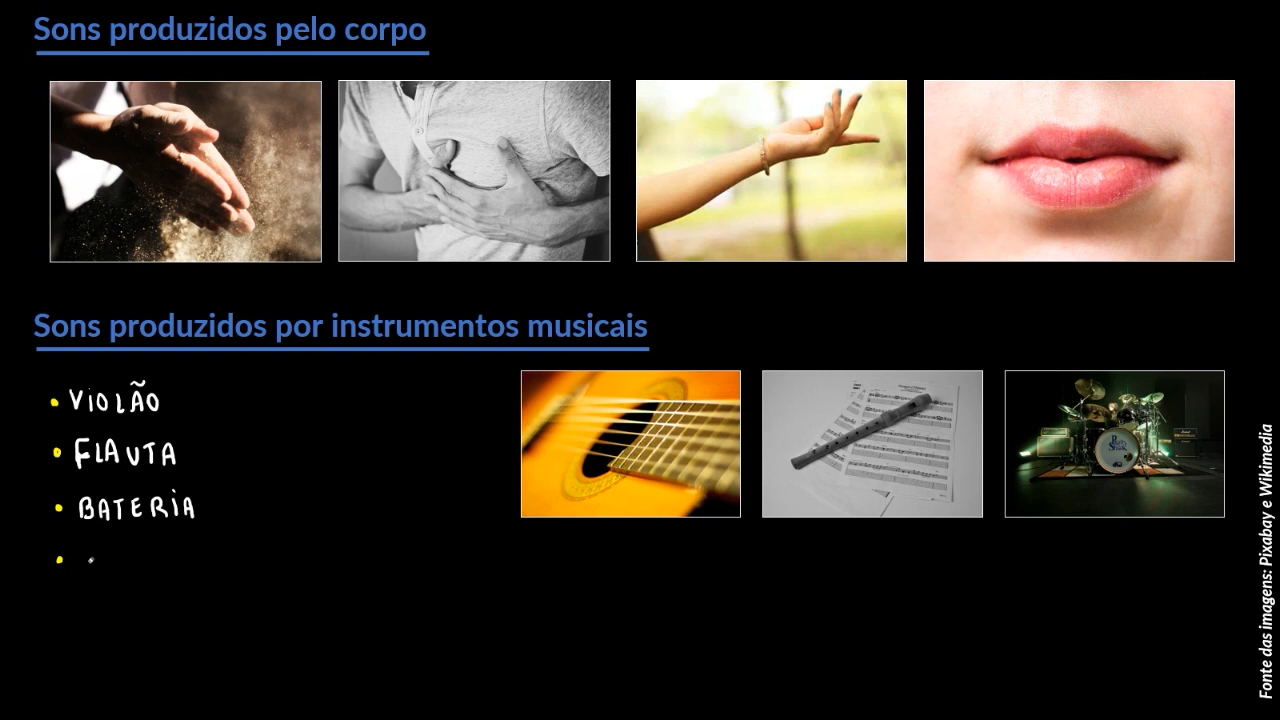 Sons produzidos pelo corpo
Sons produzidos por instrumentos musicais
• VIOLÃO
• FLAUTA
• BATERIA
•
Fonte das imagens: Pixabay e Wikimedia